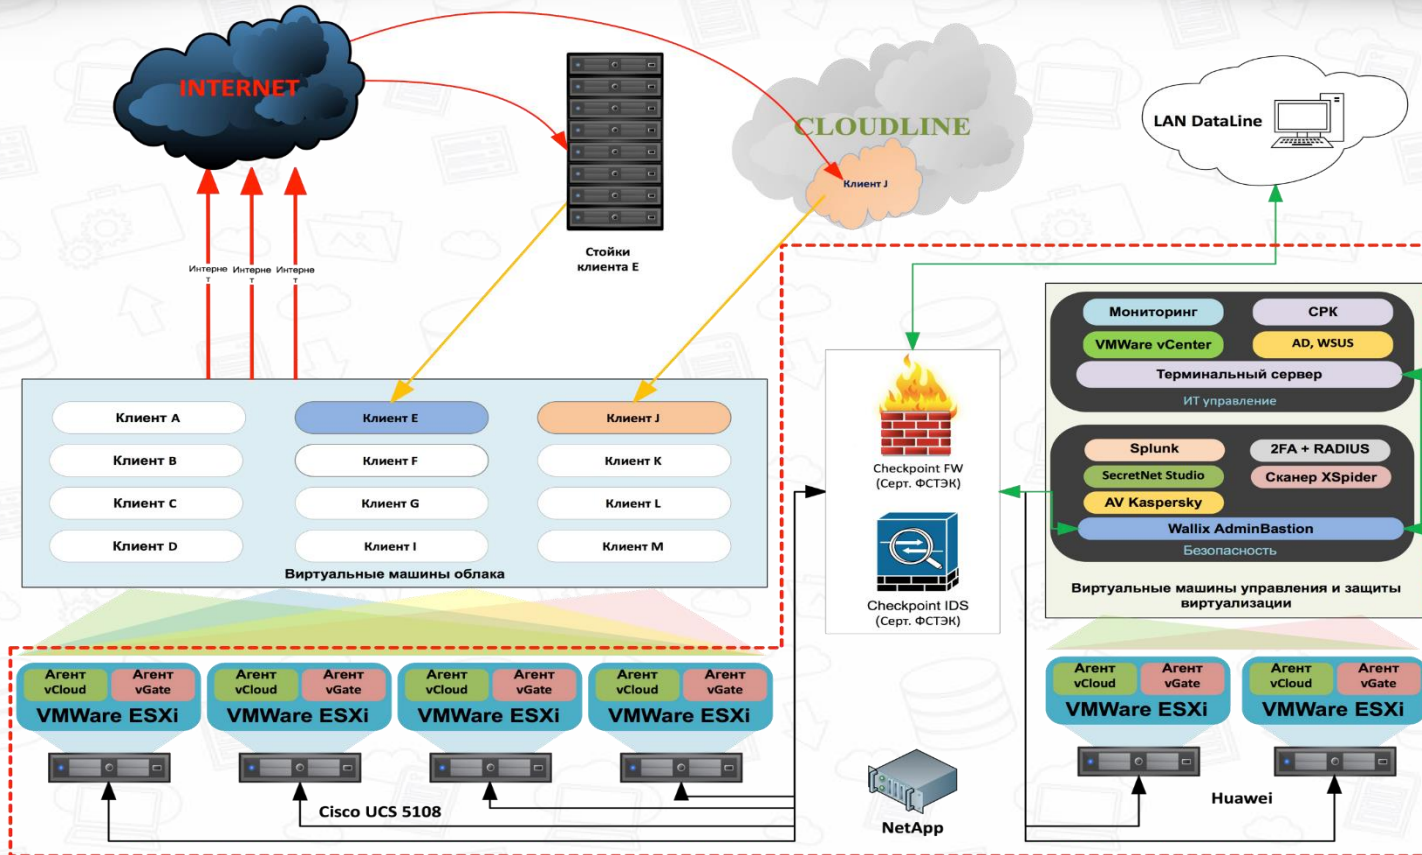 INTERNET
CLOUDLINE
Клиент J
LAN DataLine
Стойки
клиента E
Интерне
т
Интерне
т
Интерне
т
Клиент A
Клиент B
Клиент C
Клиент D
Клиент E
Клиент F
Клиент G
Клиент I
Клиент J
Клиент K
Клиент L
Клиент M
Виртуальные машины облака
Checkpoint FW
(Серт. ФСТЭК)
Checkpoint IDS
(Серт. ФСТЭК)
Мониторинг
СРК
VMWare vCenter
AD, WSUS
Терминальный сервер
ИТ управление
Splunk
2FA + RADIUS
SecretNet Studio
Сканер XSpider
AV Kaspersky
Wallix AdminBastion
Безопасность
Виртуальные машины управления и защиты
виртуализации
Агент
vCloud
Агент
vGate
VMWare ESXi
Агент
vCloud
Агент
vGate
VMWare ESXi
Агент
vCloud
Агент
vGate
VMWare ESXi
Агент
vCloud
Агент
vGate
VMWare ESXi
Агент
vCloud
Агент
vGate
VMWare ESXi
Агент
vCloud
Агент
vGate
VMWare ESXi
Cisco UCS 5108
NetApp
Huawei